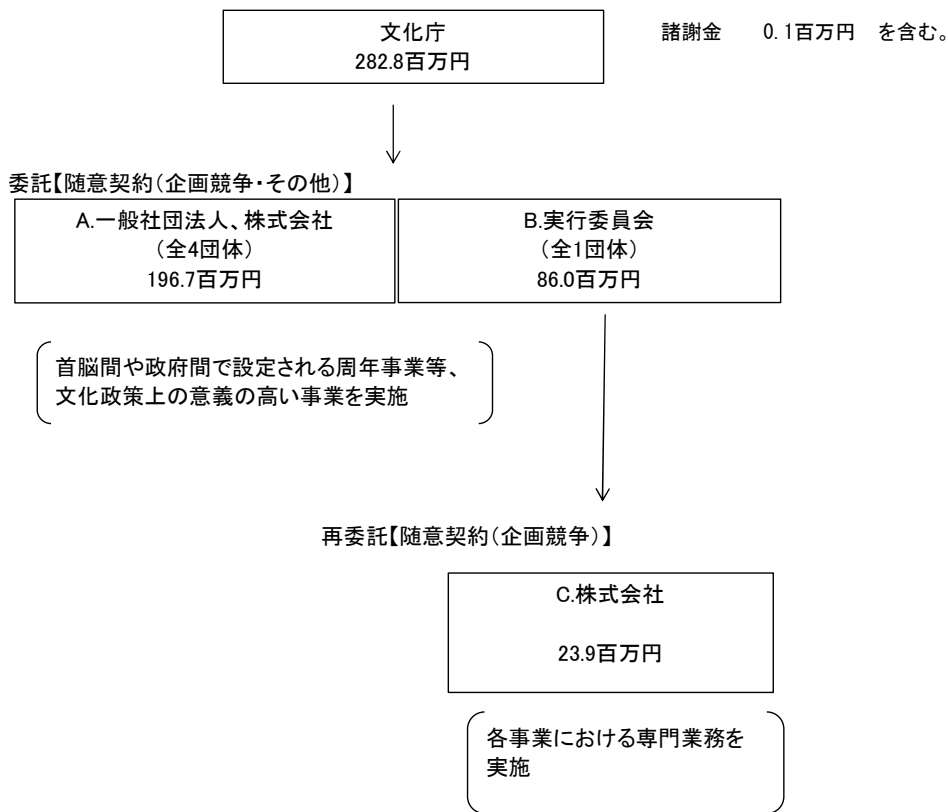 文化庁
282.8百万円
諸謝金　　0.1百万円　を含む。
委託【随意契約（企画競争・その他）】
A.一般社団法人、株式会社
（全4団体）
196.7百万円
B.実行委員会
（全1団体）
86.0百万円
首脳間や政府間で設定される周年事業等、
文化政策上の意義の高い事業を実施
再委託【随意契約（企画競争）】
C.株式会社
23.9百万円
各事業における専門業務を
実施